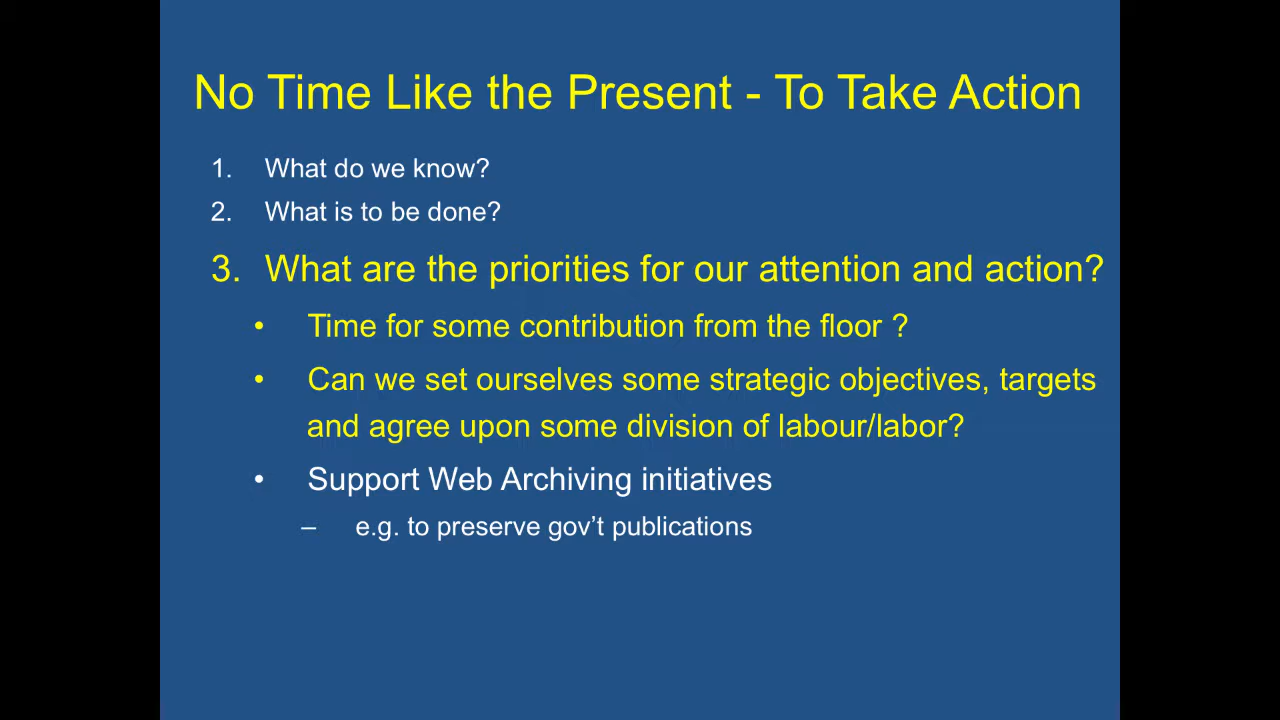 No Time Like the Present - To Take Action
1. What do we know?
2. What is to be done?
3. What are the priorities for our attention and action?
• Time for some contribution from the floor ?
• Can we set ourselves some strategic objectives, targets
and agree upon some division of labour/labor?
• Support Web Archiving initiatives
– e.g. to preserve gov’t publications